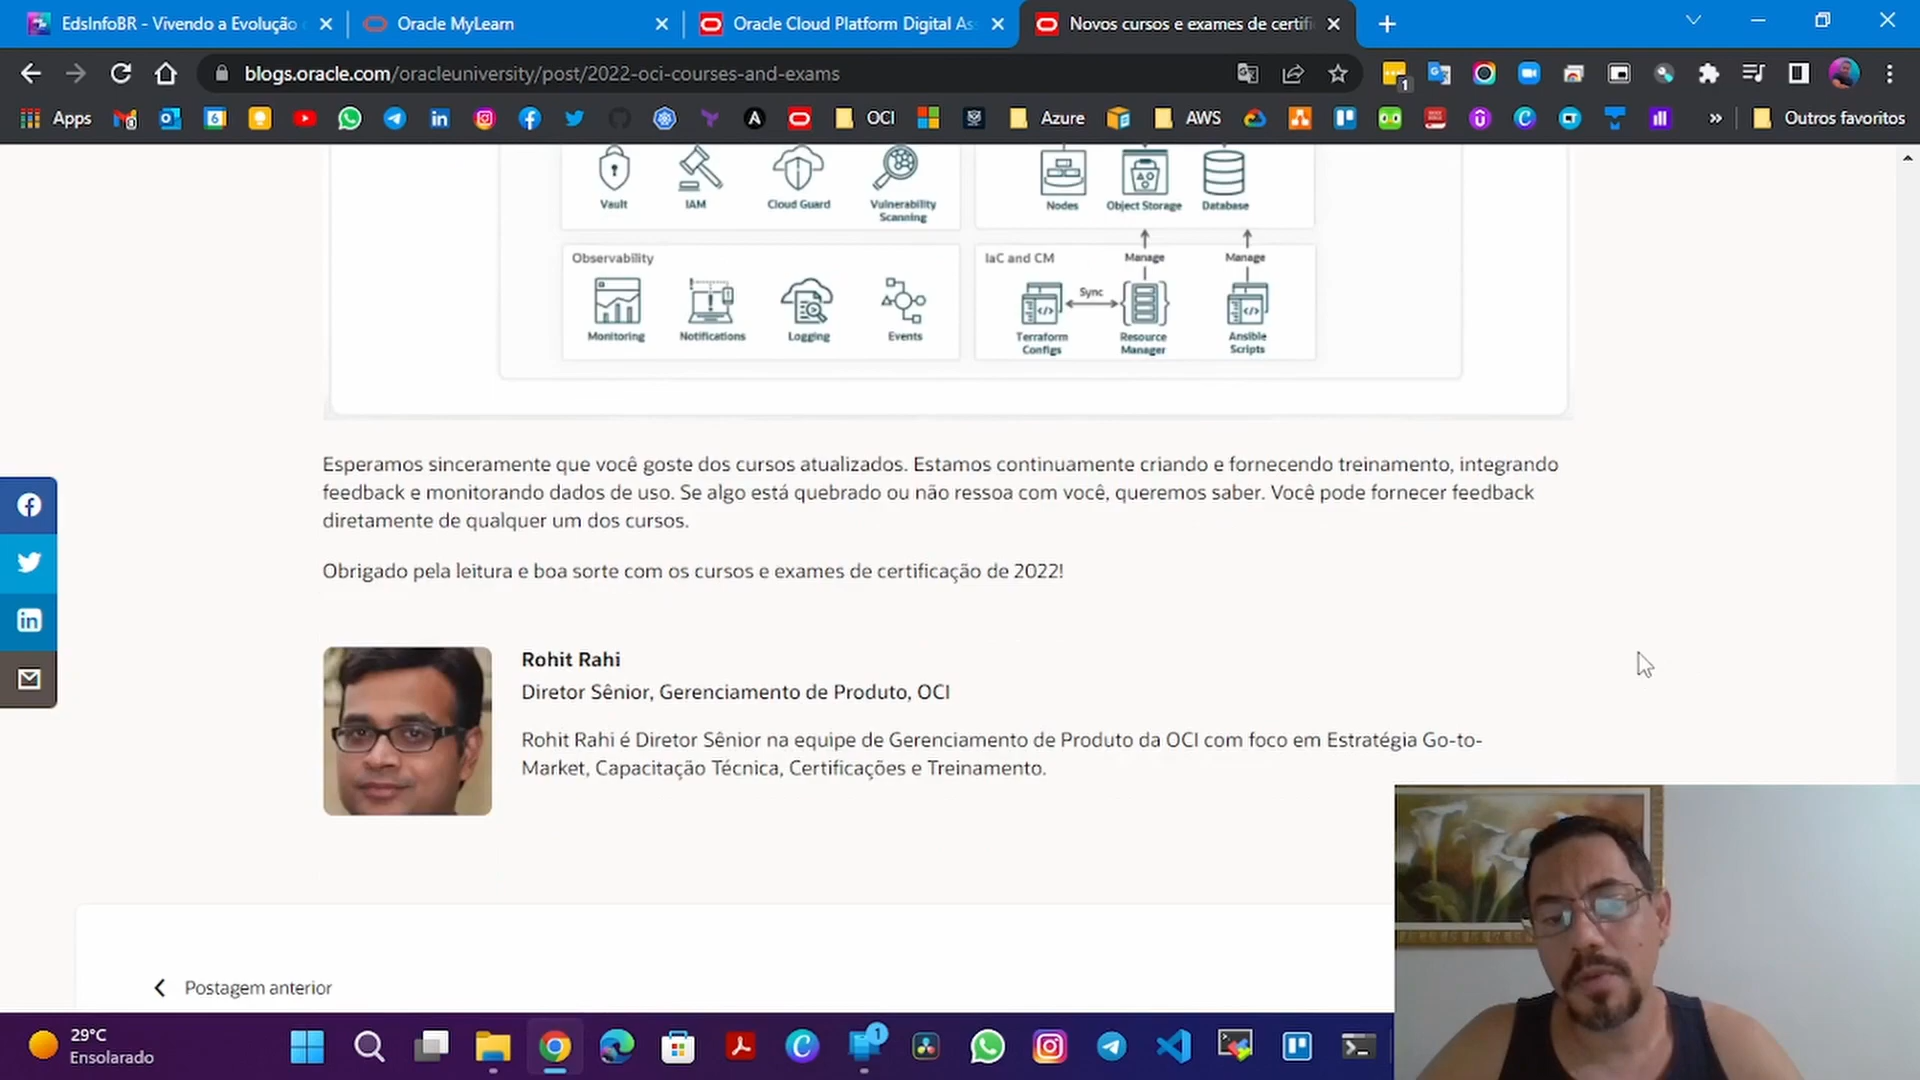 EdsInfoBR - Vivendo a Evolução
Oracle MyLearn
Oracle Cloud Platform Digital Ass
Novos cursos e exames de certifi
blogs.oracle.com/oracleuniversity/post/2022-oci-courses-and-exams
1
Apps
6
OCI
Azure
AWS
»
Outros favoritos
Vault
IAM
Cloud Guard
Vulnerability
Scanning
Nodes
Object Storage
Database
Observability
Monitoring
Notifications
Logging
Events
IaC and CM
Manage
Manage
Sync
Terraform
Configs
Resource
Manager
Ansible
Scripts
Esperamos sinceramente que você goste dos cursos atualizados. Estamos continuamente criando e fornecendo treinamento, integrando
feedback e monitorando dados de uso. Se algo está quebrado ou não ressoa com você, queremos saber. Você pode fornecer feedback
diretamente de qualquer um dos cursos.
Obrigado pela leitura e boa sorte com os cursos e exames de certificação de 2022!
Rohit Rahi
Diretor Sênior, Gerenciamento de Produto, OCI
Rohit Rahi é Diretor Sênior na equipe de Gerenciamento de Produto da OCI com foco em Estratégia Go-to-
Market, Capacitação Técnica, Certificações e Treinamento.
Postagem anterior
29°C
Ensolarado
1